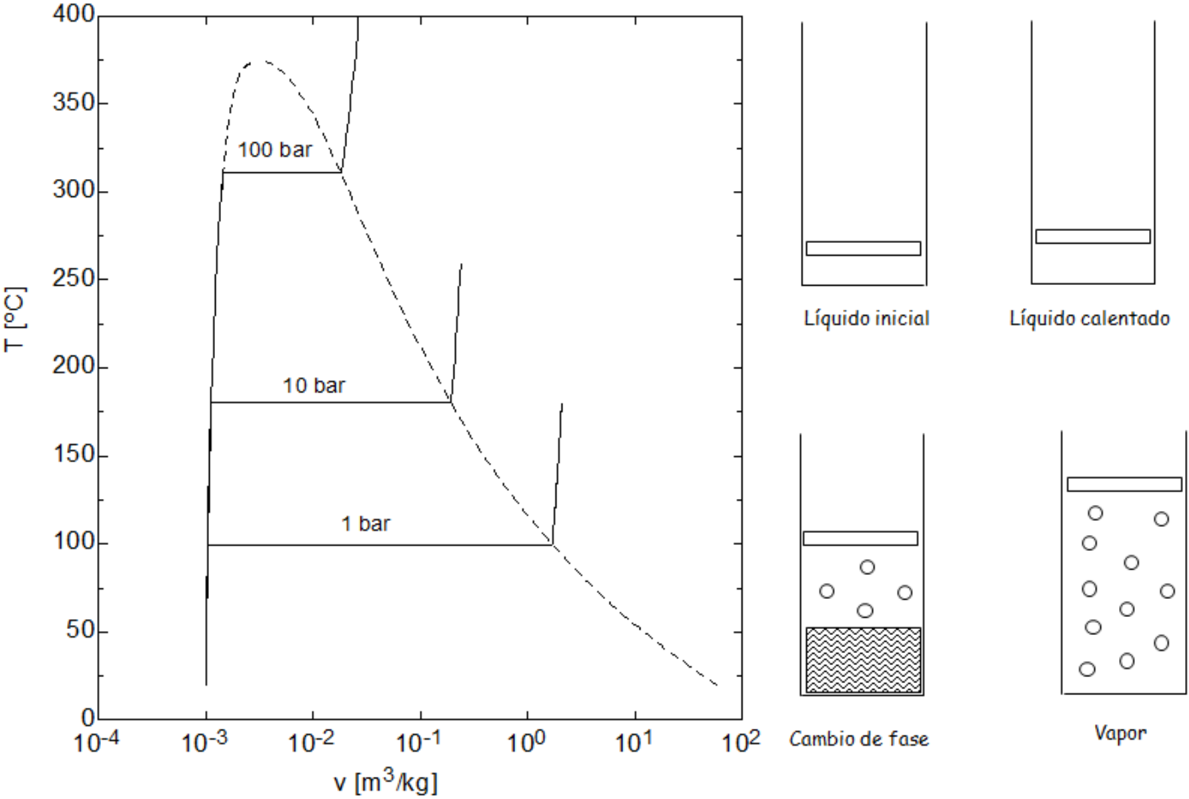 400
350
300
250
200
150
100
50
0
T [ºC]
100 bar
10 bar
1 bar
10-4
10-3
10-2
10-1
100
101
102
v [m3/kg]
Líquido inicial
Líquido calentado
Cambio de fase
Vapor